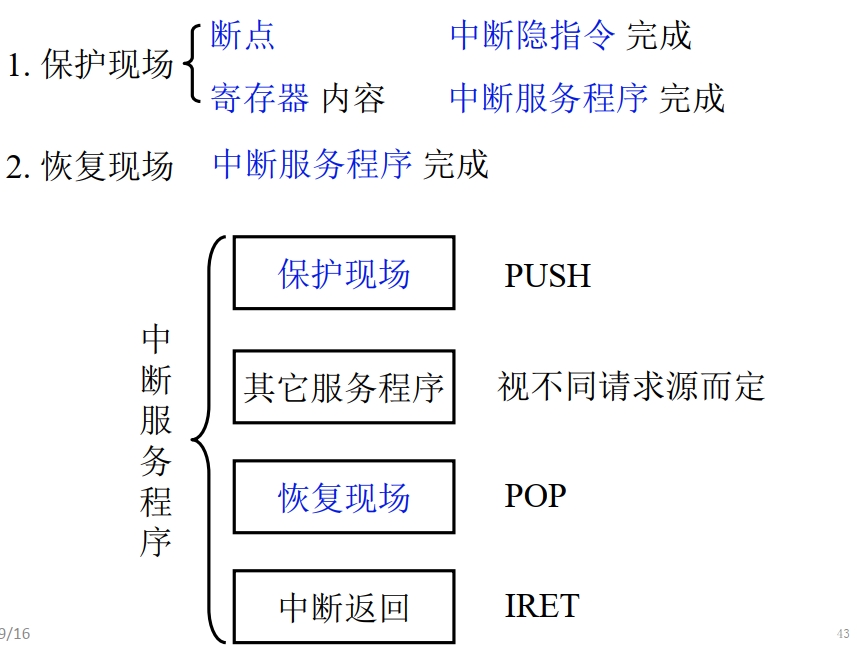 1. 保护现场
断点 中断隐指令 完成
寄存器 内容 中断服务程序 完成
2. 恢复现场 中断服务程序 完成
中断服务程序
保护现场 PUSH
其它服务程序 视不同请求源而定
恢复现场 POP
中断返回 IRET
9/16
43